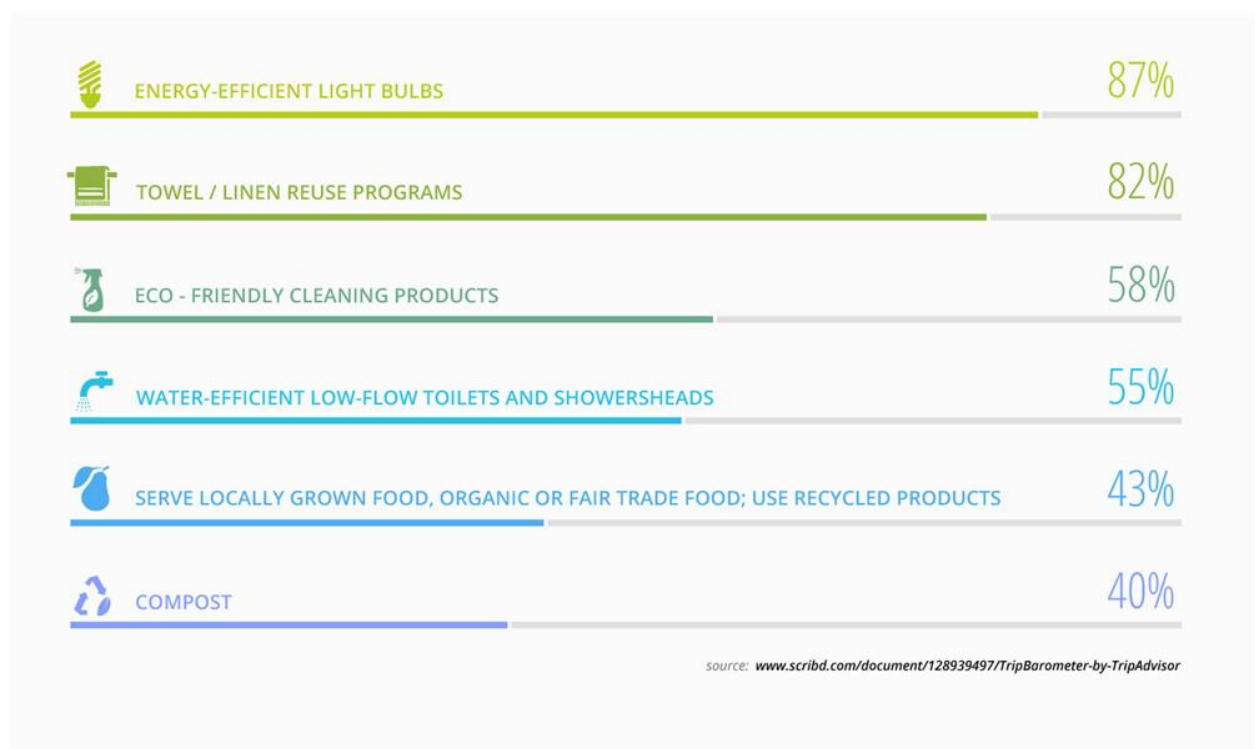 ENERGY-EFFICIENT LIGHT BULBS 87%
TOWEL / LINEN REUSE PROGRAMS 82%
ECO - FRIENDLY CLEANING PRODUCTS 58%
WATER-EFFICIENT LOW-FLOW TOILETS AND SHOWERSHEADS 55%
SERVE LOCALLY GROWN FOOD, ORGANIC OR FAIR TRADE FOOD; USE RECYCLED PRODUCTS 43%
COMPOST 40%
source: www.scribd.com/document/128939497/TripBarometer-by-TripAdvisor